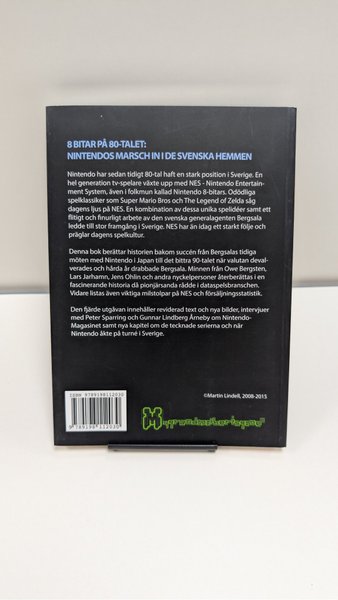 8 BITAR PÅ 80-TALET:
NINTENDOS MARSCH IN I DE SVENSKA HEMMEN
Nintendo har sedan tidigt 80-tal haft en stark position i Sverige. En
hel generation tv-spelare växte upp med NES - Nintendo Entertain-
ment System, även i folkmun kallad Nintendo 8-bitars. Odödliga
spelklassiker som Super Mario Bros och The Legend of Zelda såg
dagens ljus på NES. En kombination av dessa unika spelidéer samt ett
flitigt och finurligt arbete av den svenska generalagenten Bergsala
ledde till stor framgång i Sverige. NES har än idag ett starkt följe och
präglar dagens spelkultur.
Denna bok berättar historien bakom succén från Bergsalas tidiga
möten med Nintendo i Japan till det bittra 90-talet när valutan deval-
verades och hårda år drabbade Bergsala. Minnen från Owe Bergsten,
Lars Jarhamn, Jens Ohlin och andra nyckelpersoner återberättas i en
fascinerande historia då pionjäranda rådde i dataspelsbranschen.
Vidare listas även viktiga milstolpar på NES och försäljningsstatistik.
Den fjärde utgåvan innehåller reviderad text och nya bilder, intervjuer
med Peter Sparring och Gunnar Lindberg Årneby om Nintendo-
Magasinet samt nya kapitel om de tecknade serierna och när
Nintendo åkte på turné i Sverige.
ISBN 9789198112030
9 789198 112030
©Martin Lindell, 2008-2015